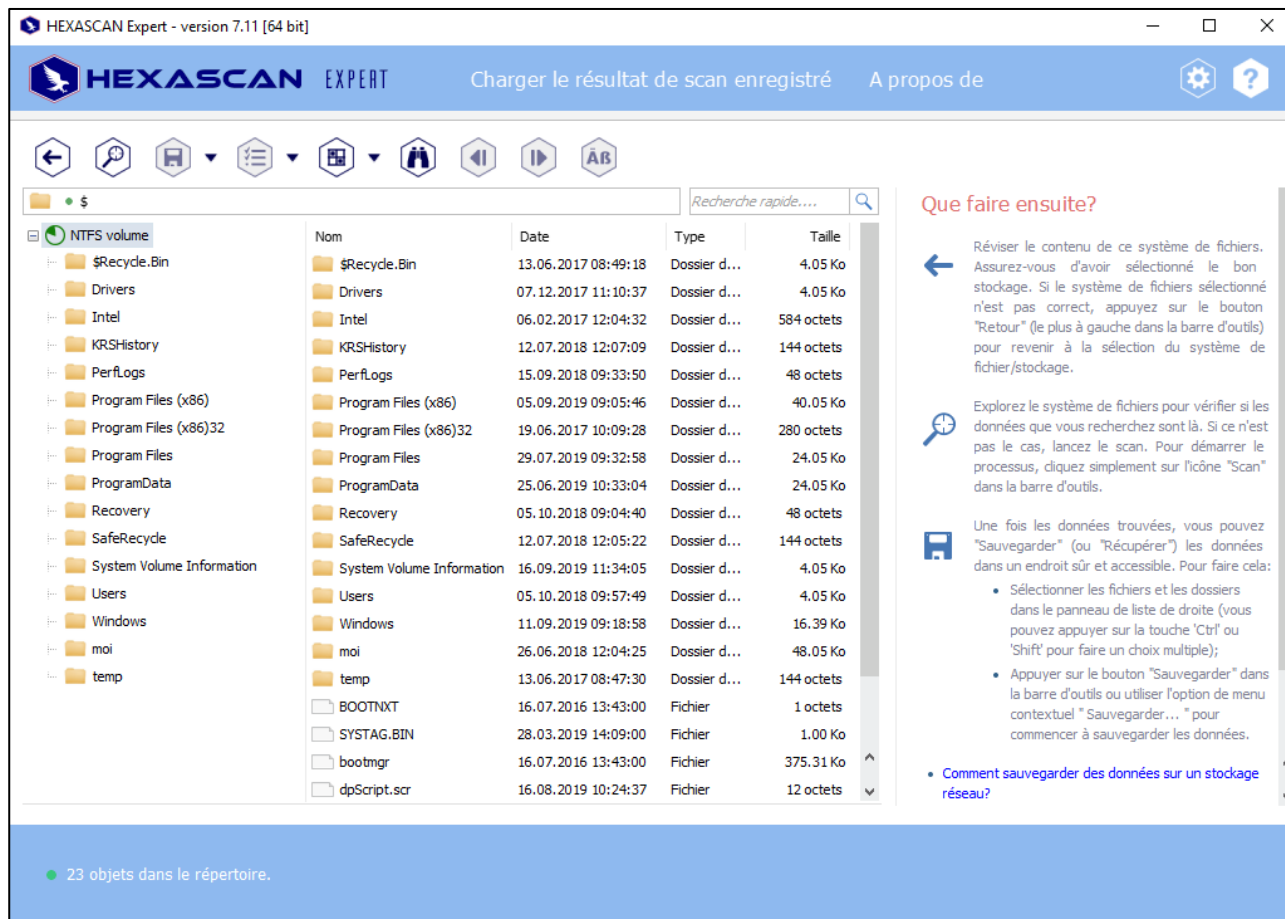 HEXASCAN Expert - version 7.11 [64 bit]
HEXASCAN EXPERT Charger le résultat de scan enregistré A propos de ?
Äß
$ Recherche rapide....
NTFS volume
$Recycle.Bin
Drivers
Intel
KRSHistory
PerfLogs
Program Files (x86)
Program Files (x86)32
Program Files
ProgramData
Recovery
SafeRecycle
System Volume Information
Users
Windows
moi
temp
Nom Date Type Taille
$Recycle.Bin 13.06.2017 08:49:18 Dossier d... 4.05 Ko
Drivers 07.12.2017 11:10:37 Dossier d... 4.05 Ko
Intel 06.02.2017 12:04:32 Dossier d... 584 octets
KRSHistory 12.07.2018 12:07:09 Dossier d... 144 octets
PerfLogs 15.09.2018 09:33:50 Dossier d... 48 octets
Program Files (x86) 05.09.2019 09:05:46 Dossier d... 40.05 Ko
Program Files (x86)32 19.06.2017 10:09:28 Dossier d... 280 octets
Program Files 29.07.2019 09:32:58 Dossier d... 24.05 Ko
ProgramData 25.06.2019 10:33:04 Dossier d... 24.05 Ko
Recovery 05.10.2018 09:04:40 Dossier d... 48 octets
SafeRecycle 12.07.2018 12:05:22 Dossier d... 144 octets
System Volume Information 16.09.2019 11:34:05 Dossier d... 4.05 Ko
Users 05.10.2018 09:57:49 Dossier d... 4.05 Ko
Windows 11.09.2019 09:18:58 Dossier d... 16.39 Ko
moi 26.06.2018 12:04:25 Dossier d... 48.05 Ko
temp 13.06.2017 08:47:30 Dossier d... 144 octets
BOOTNXT 16.07.2016 13:43:00 Fichier 1 octets
SYSTAG.BIN 28.03.2019 14:09:00 Fichier 1.00 Ko
bootmgr 16.07.2016 13:43:00 Fichier 375.31 Ko
dpScript.scr 16.08.2019 10:24:37 Fichier 12 octets
Que faire ensuite?
Réviser le contenu de ce système de fichiers.
Assurez-vous d'avoir sélectionné le bon
stockage. Si le système de fichiers sélectionné
n'est pas correct, appuyez sur le bouton
"Retour" (le plus à gauche dans la barre d'outils)
pour revenir à la sélection du système de
fichier/stockage.
Explorez le système de fichiers pour vérifier si les
données que vous recherchez sont là. Si ce n'est
pas le cas, lancez le scan. Pour démarrer le
processus, cliquez simplement sur l'icône "Scan"
dans la barre d'outils.
Une fois les données trouvées, vous pouvez
"Sauvegarder" (ou "Récupérer") les données
dans un endroit sûr et accessible. Pour faire cela:
• Sélectionner les fichiers et les dossiers
dans le panneau de liste de droite (vous
pouvez appuyer sur la touche 'Ctrl' ou
'Shift' pour faire un choix multiple);
• Appuyer sur le bouton "Sauvegarder" dans
la barre d'outils ou utiliser l'option de menu
contextuel " Sauvegarder... " pour
commencer à sauvegarder les données.
• Comment sauvegarder des données sur un stockage
réseau?
23 objets dans le répertoire.